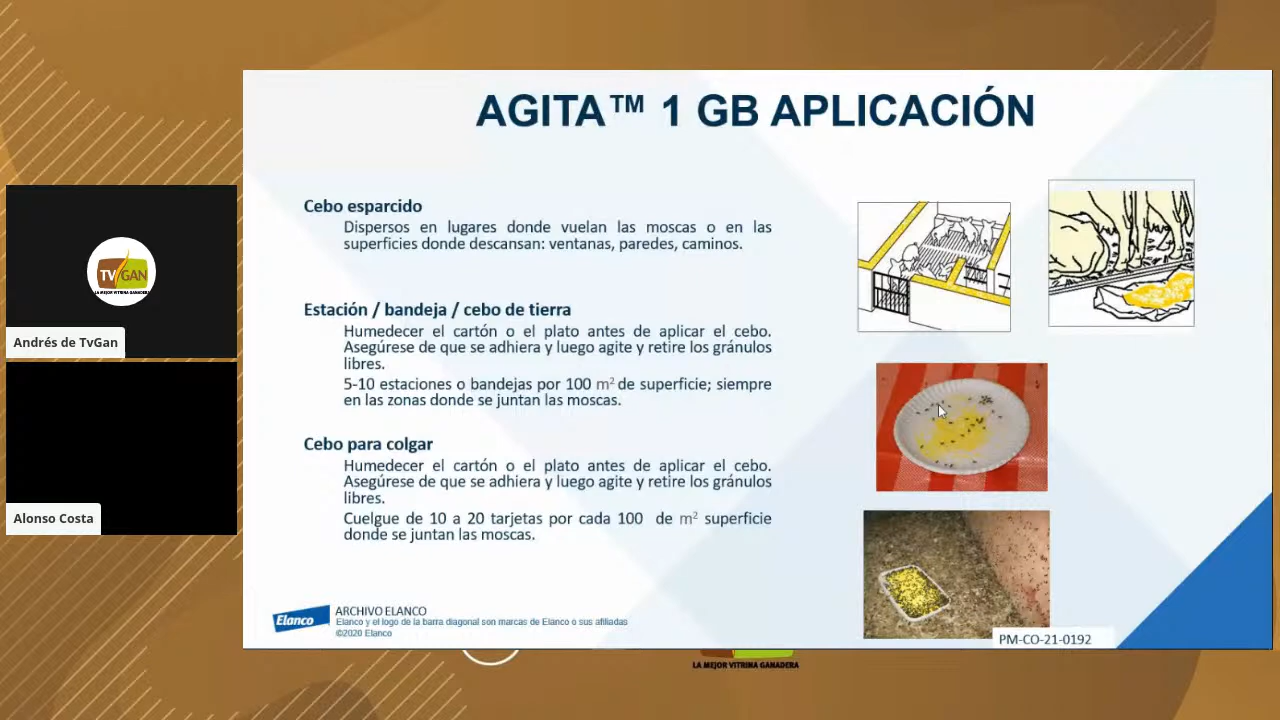 AGITA™ 1 GB APLICACIÓN
Cebo esparcido
Dispersos en lugares donde vuelan las moscas o en las
superficies donde descansan: ventanas, paredes, caminos.
Estación / bandeja / cebo de tierra
Humedecer el cartón o el plato antes de aplicar el cebo.
Asegúrese de que se adhiera y luego agite y retire los gránulos
libres.
5-10 estaciones o bandejas por 100 m² de superficie; siempre
en las zonas donde se juntan las moscas.
Cebo para colgar
Humedecer el cartón o el plato antes de aplicar el cebo.
Asegúrese de que se adhiera y luego agite y retire los gránulos
libres.
Cuelgue de 10 a 20 tarjetas por cada 100 de m² superficie
donde se juntan las moscas.
Elanco
ARCHIVO ELANCO
Elanco y el logo de la barra diagonal son marcas de Elanco o sus afiliadas
©2020 Elanco
PM-CO-21-0192
TV GAN
LA MEJOR VITRINA GANADERA
Andrés de TvGan
Alonso Costa
LA MEJOR VITRINA GANADERA